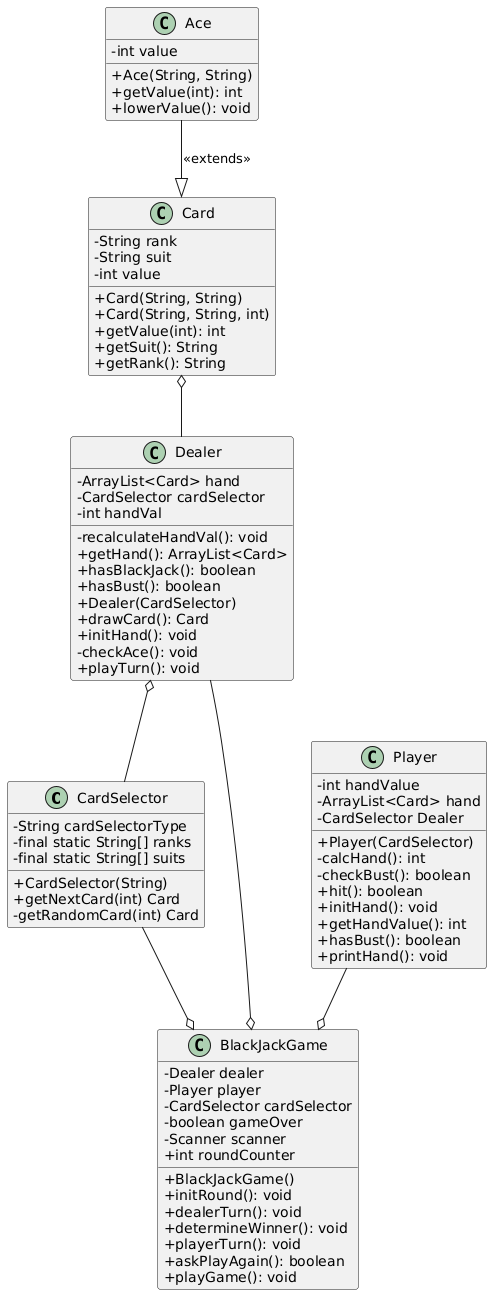 C Ace
-int value
+Ace(String, String)
+getValue(int): int
+lowerValue(): void
«extends»
C Card
-String rank
-String suit
-int value
+Card(String, String)
+Card(String, String, int)
+getValue(int): int
+getSuit(): String
+getRank(): String
C Dealer
-ArrayList<Card> hand
-CardSelector cardSelector
-int handVal
-recalculateHandVal(): void
+getHand(): ArrayList<Card>
+hasBlackJack(): boolean
+hasBust(): boolean
+Dealer(CardSelector)
+drawCard(): Card
+initHand(): void
-checkAce(): void
+playTurn(): void
C CardSelector
-String cardSelectorType
-final static String[] ranks
-final static String[] suits
+CardSelector(String)
+getNextCard(int) Card
-getRandomCard(int) Card
C Player
-int handValue
-ArrayList<Card> hand
-CardSelector Dealer
+Player(CardSelector)
-calcHand(): int
-checkBust(): boolean
+hit(): boolean
+initHand(): void
+getHandValue(): int
+hasBust(): boolean
+printHand(): void
C BlackJackGame
-Dealer dealer
-Player player
-CardSelector cardSelector
-boolean gameOver
-Scanner scanner
+int roundCounter
+BlackJackGame()
+initRound(): void
+dealerTurn(): void
+determineWinner(): void
+playerTurn(): void
+askPlayAgain(): boolean
+playGame(): void